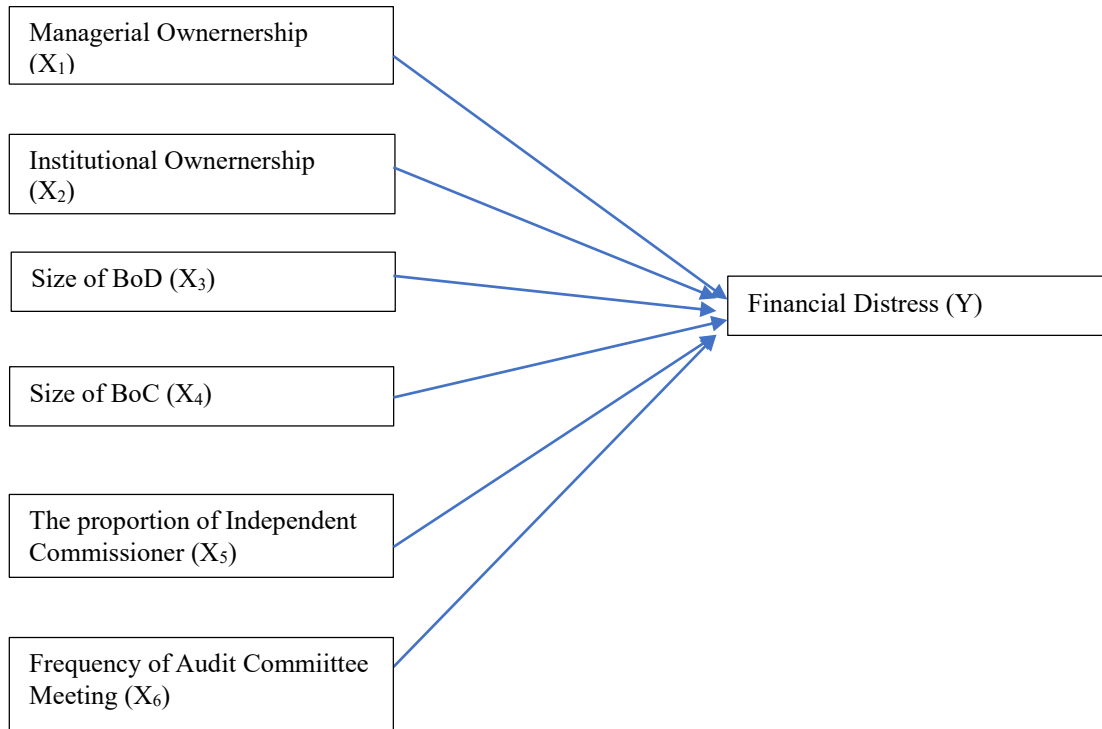 Managerial Ownernership
(X₁)
Institutional Ownernership
(X₂)
Size of BoD (X₃)
Financial Distress (Y)
Size of BoC (X₄)
The proportion of Independent
Commissioner (X₅)
Frequency of Audit Commiittee
Meeting (X₆)